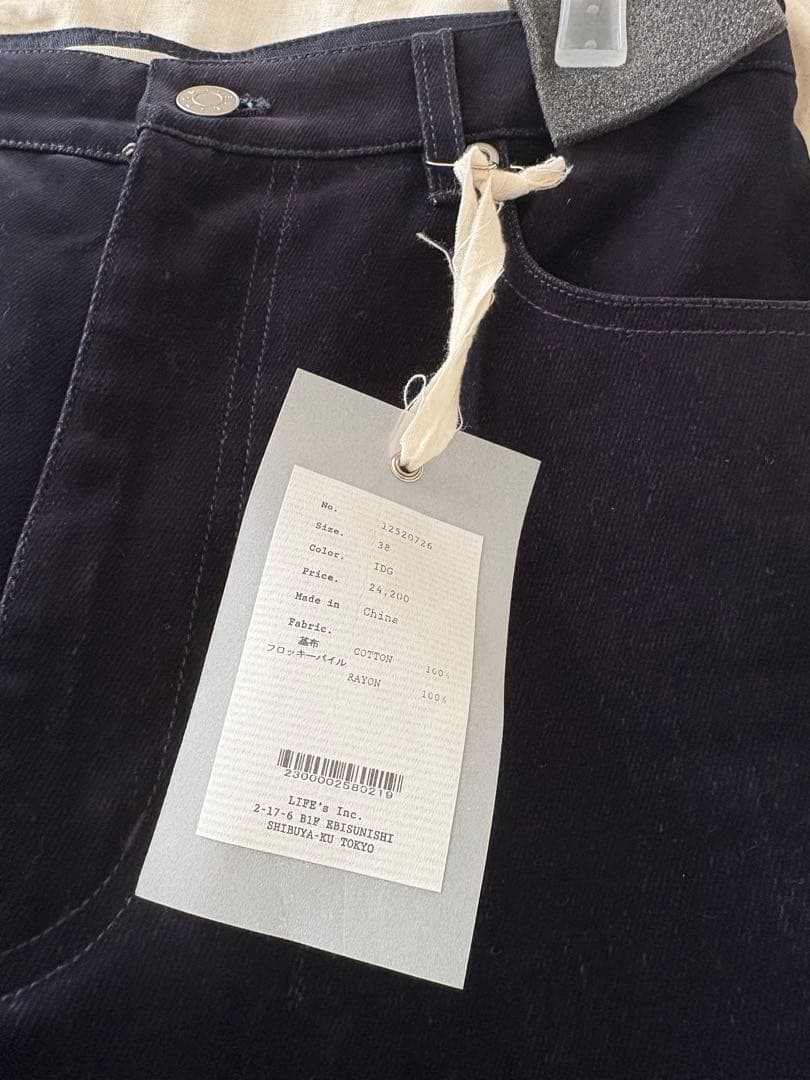 No. 12520726
Size. 38
Color. IDG
Price. 24,200
Made in China
Fabric.
基布 COTTON 100%
フロッキーパイル RAYON 100%
2300002580219
LIFE's Inc.
2-17-6 B1F EBISUNISHI
SHIBUYA-KU TOKYO